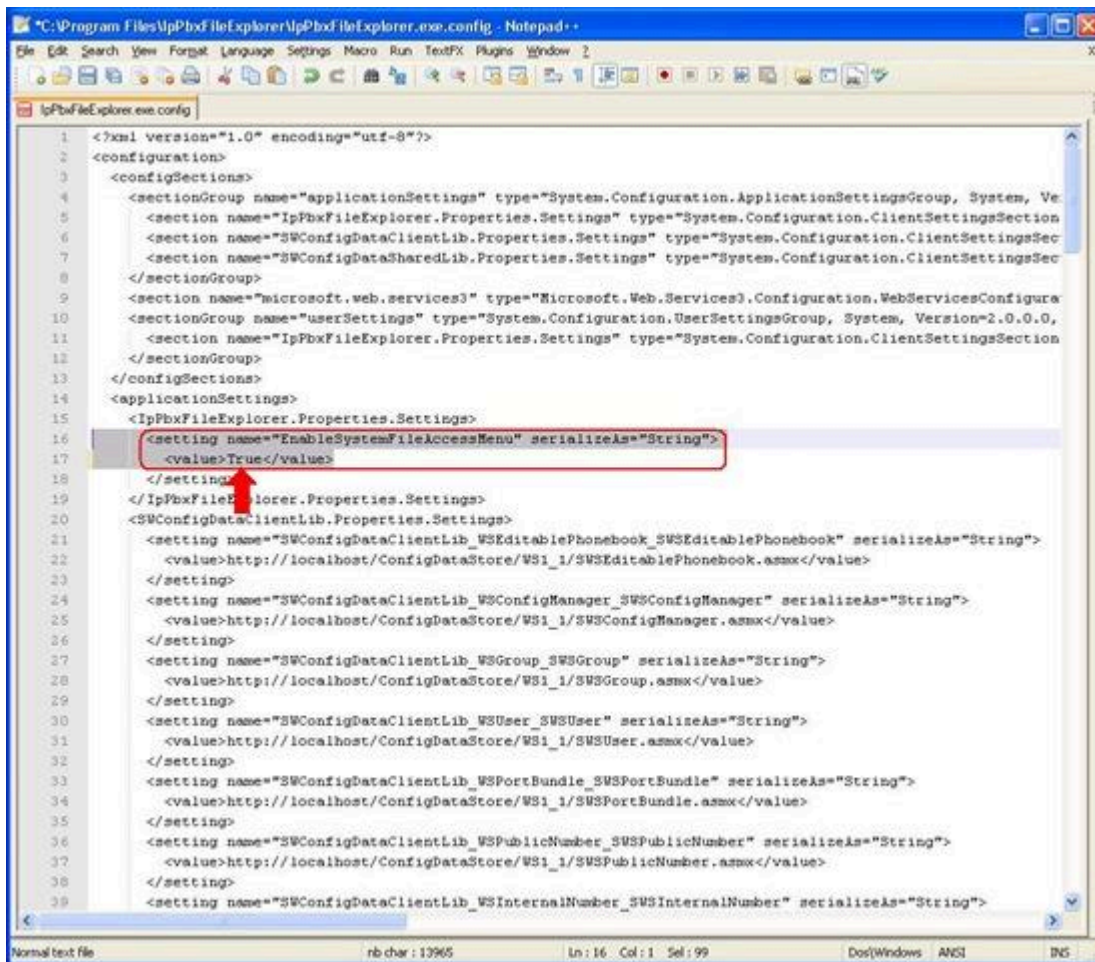 *C:\Program Files\IpPbxFileExplorer\IpPbxFileExplorer.exe.config - Notepad++
File Edit Search View Format Language Settings Macro Run TextFX Plugins Window ?
X
IpPbxFileExplorer.exe.config
1 <?xml version="1.0" encoding="utf-8"?>
2 <configuration>
3 <configSections>
4 <sectionGroup name="applicationSettings" type="System.Configuration.ApplicationSettingsGroup, System, Ve
5 <section name="IpPbxFileExplorer.Properties.Settings" type="System.Configuration.ClientSettingsSection
6 <section name="SWConfigDataClientLib.Properties.Settings" type="System.Configuration.ClientSettingsSec
7 <section name="SWConfigDataSharedLib.Properties.Settings" type="System.Configuration.ClientSettingsSec
8 </sectionGroup>
9 <section name="microsoft.web.services3" type="Microsoft.Web.Services3.Configuration.WebServicesConfigura
10 <sectionGroup name="userSettings" type="System.Configuration.UserSettingsGroup, System, Version=2.0.0.0,
11 <section name="IpPbxFileExplorer.Properties.Settings" type="System.Configuration.ClientSettingsSection
12 </sectionGroup>
13 </configSections>
14 <applicationSettings>
15 <IpPbxFileExplorer.Properties.Settings>
16 <setting name="EnableSystemFileAccessMenu" serializeAs="String">
17 <value>True</value>
18 </setting
19 </IpPbxFileExplorer.Properties.Settings>
20 <SWConfigDataClientLib.Properties.Settings>
21 <setting name="SWConfigDataClientLib_WSEditablePhonebook_SWSEditablePhonebook" serializeAs="String">
22 <value>http://localhost/ConfigDataStore/WS1_1/SWSEditablePhonebook.asmx</value>
23 </setting>
24 <setting name="SWConfigDataClientLib_WSConfigManager_SWSConfigManager" serializeAs="String">
25 <value>http://localhost/ConfigDataStore/WS1_1/SWSConfigManager.asmx</value>
26 </setting>
27 <setting name="SWConfigDataClientLib_WSGroup_SWSGroup" serializeAs="String">
28 <value>http://localhost/ConfigDataStore/WS1_1/SWSGroup.asmx</value>
29 </setting>
30 <setting name="SWConfigDataClientLib_WSUser_SWSUser" serializeAs="String">
31 <value>http://localhost/ConfigDataStore/WS1_1/SWSUser.asmx</value>
32 </setting>
33 <setting name="SWConfigDataClientLib_WSPortBundle_SWSPortBundle" serializeAs="String">
34 <value>http://localhost/ConfigDataStore/WS1_1/SWSPortBundle.asmx</value>
35 </setting>
36 <setting name="SWConfigDataClientLib_WSPublicNumber_SWSPublicNumber" serializeAs="String">
37 <value>http://localhost/ConfigDataStore/WS1_1/SWSPublicNumber.asmx</value>
38 </setting>
39 <setting name="SWConfigDataClientLib_WSInternalNumber_SWSInternalNumber" serializeAs="String">
Normal text file nb char : 13965 Ln : 16 Col : 1 Sel : 99 Dos\Windows ANSI INS